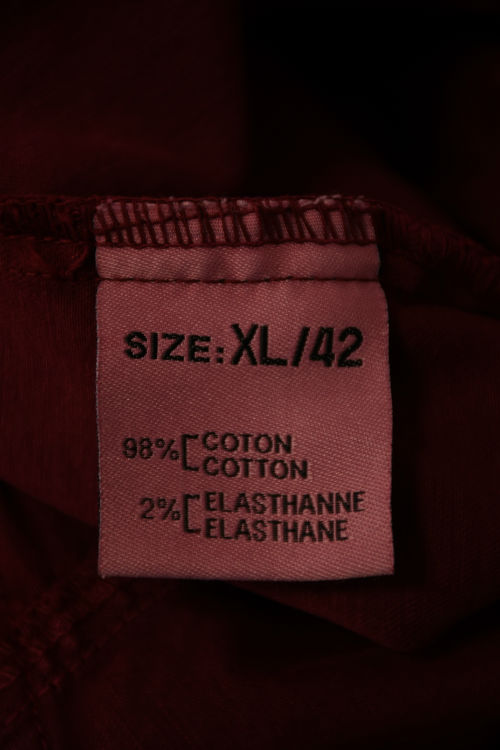 SIZE: XL/42
98% [COTON
COTTON
2% [ELASTHANNE
ELASTHANE